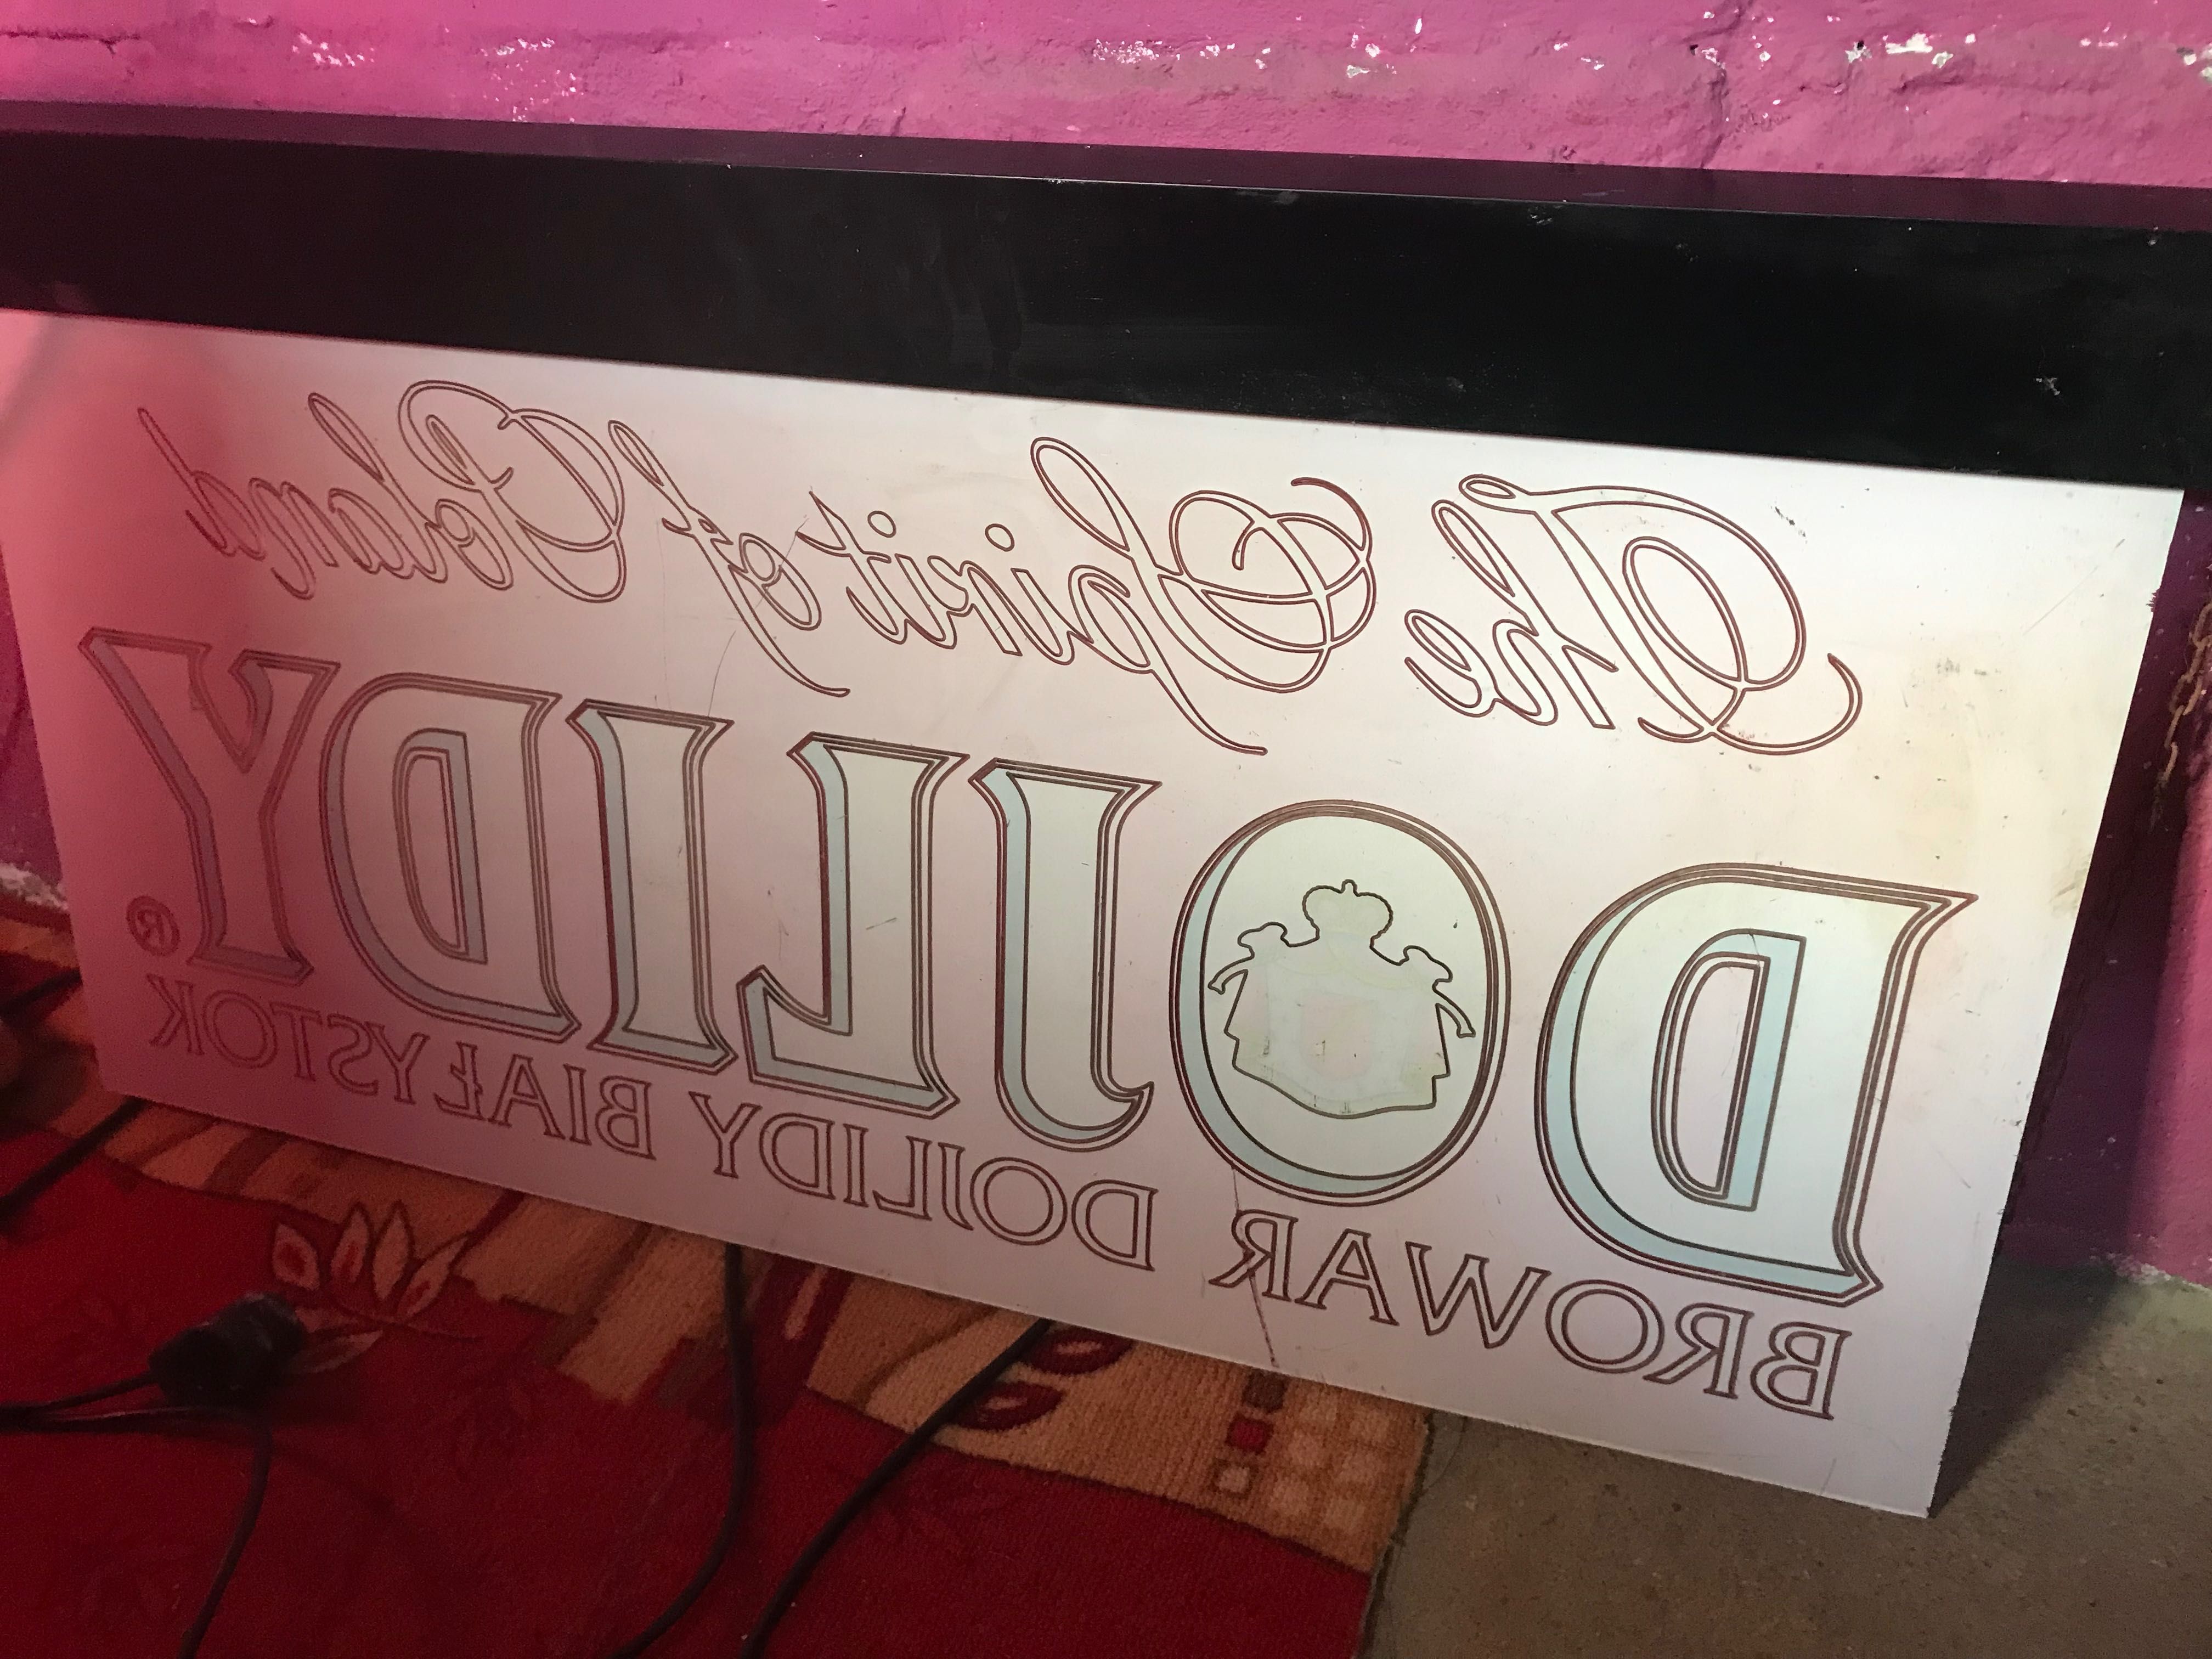 The Spirit of Poland
DOJLIDY.®
BROWAR DOJLIDY BIAŁYSTOK